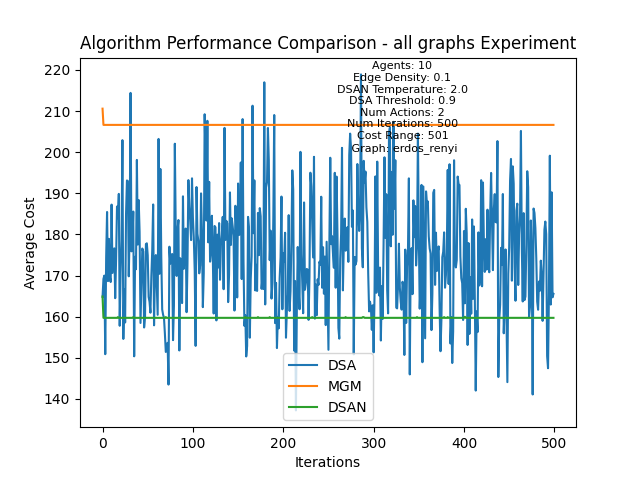 Algorithm Performance Comparison - all graphs Experiment
Agents: 10
Edge Density: 0.1
DSAN Temperature: 2.0
DSA Threshold: 0.9
Num Actions: 2
Num Iterations: 500
Cost Range: 501
Graph: erdos_renyi
220
210
200
190
180
170
160
150
140
Average Cost
DSA
MGM
DSAN
0
100
200
300
400
500
Iterations